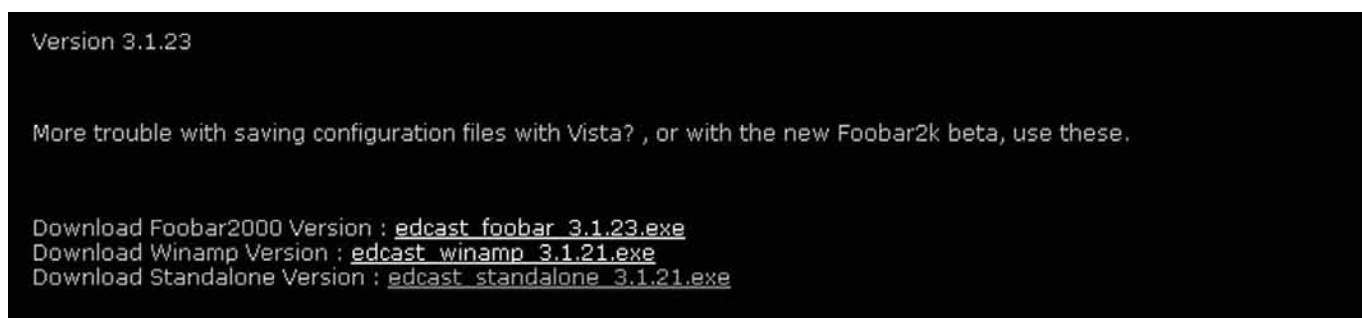 Version 3.1.23
More trouble with saving configuration files with Vista? , or with the new Foobar2k beta, use these.
Download Foobar2000 Version : edcast_foobar_3.1.23.exe
Download Winamp Version : edcast_winamp_3.1.21.exe
Download Standalone Version : edcast_standalone_3.1.21.exe